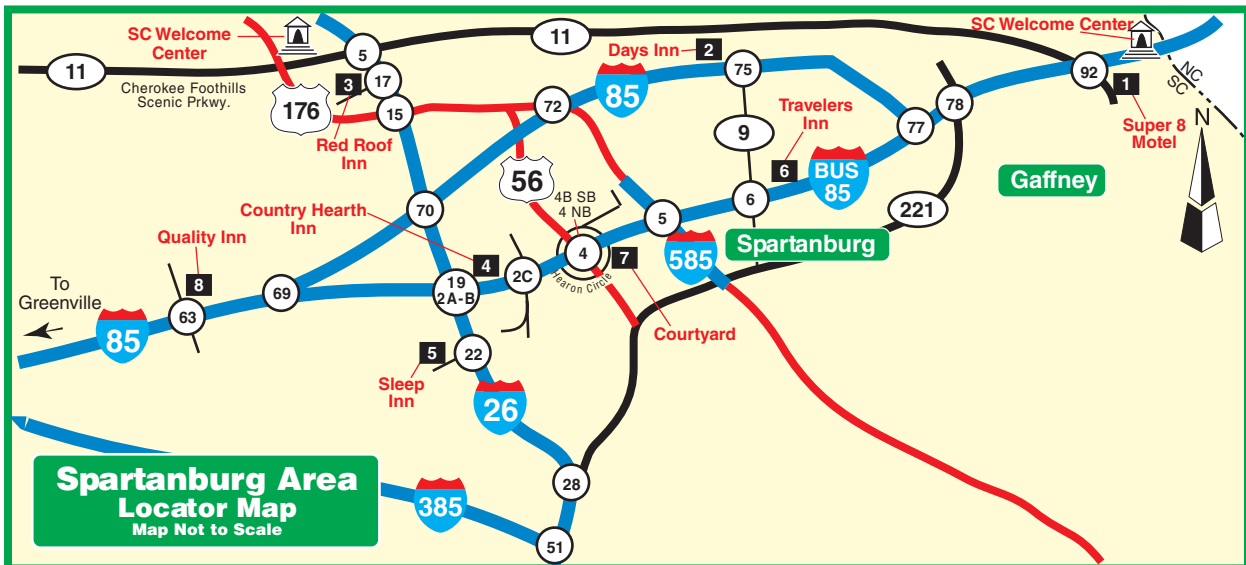 SC Welcome
Center
11
5
11
SC Welcome Center
NC
SC
Cherokee Foothills
Scenic Prkwy.
3
17
176
15
Red Roof
Inn
Days Inn
2
75
85
72
9
Travelers
Inn
6
BUS
85
77
78
92
1
Super 8
Motel
N
Gaffney
56
4B SB
4 NB
5
6
221
Spartanburg
585
4
Hearon Circle
7
Courtyard
Country Hearth
Inn
70
4
2C
19
2A-B
Quality Inn
8
69
63
To
Greenville
85
5
22
Sleep
Inn
26
28
385
51
Spartanburg Area
Locator Map
Map Not to Scale